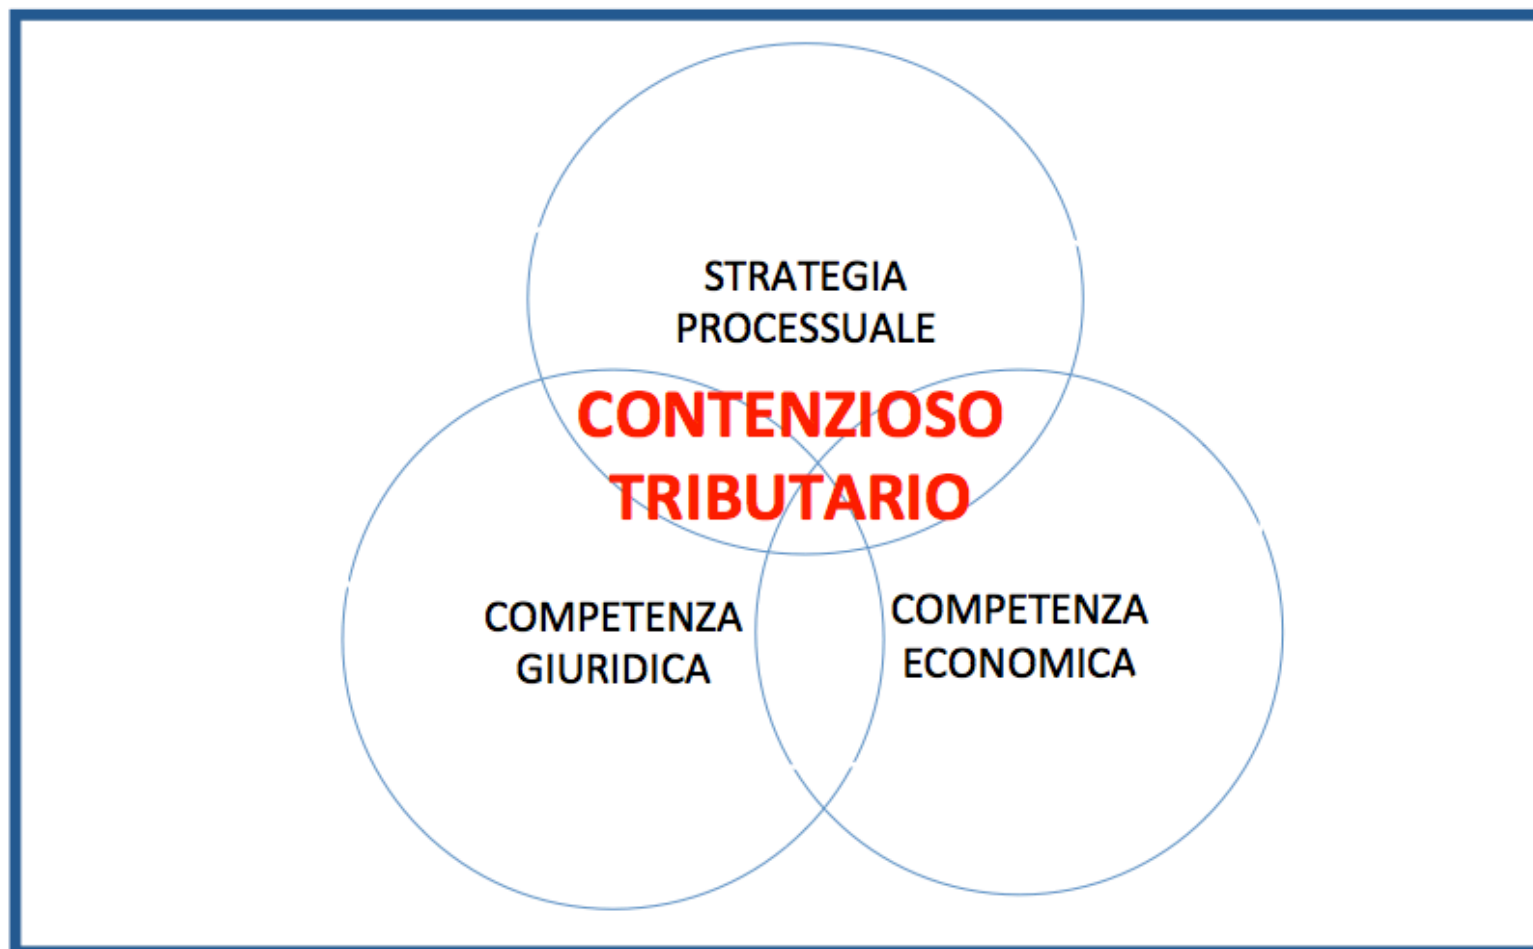 STRATEGIA
PROCESSUALE
CONTENZIOSO
TRIBUTARIO
COMPETENZA
GIURIDICA
COMPETENZA
ECONOMICA